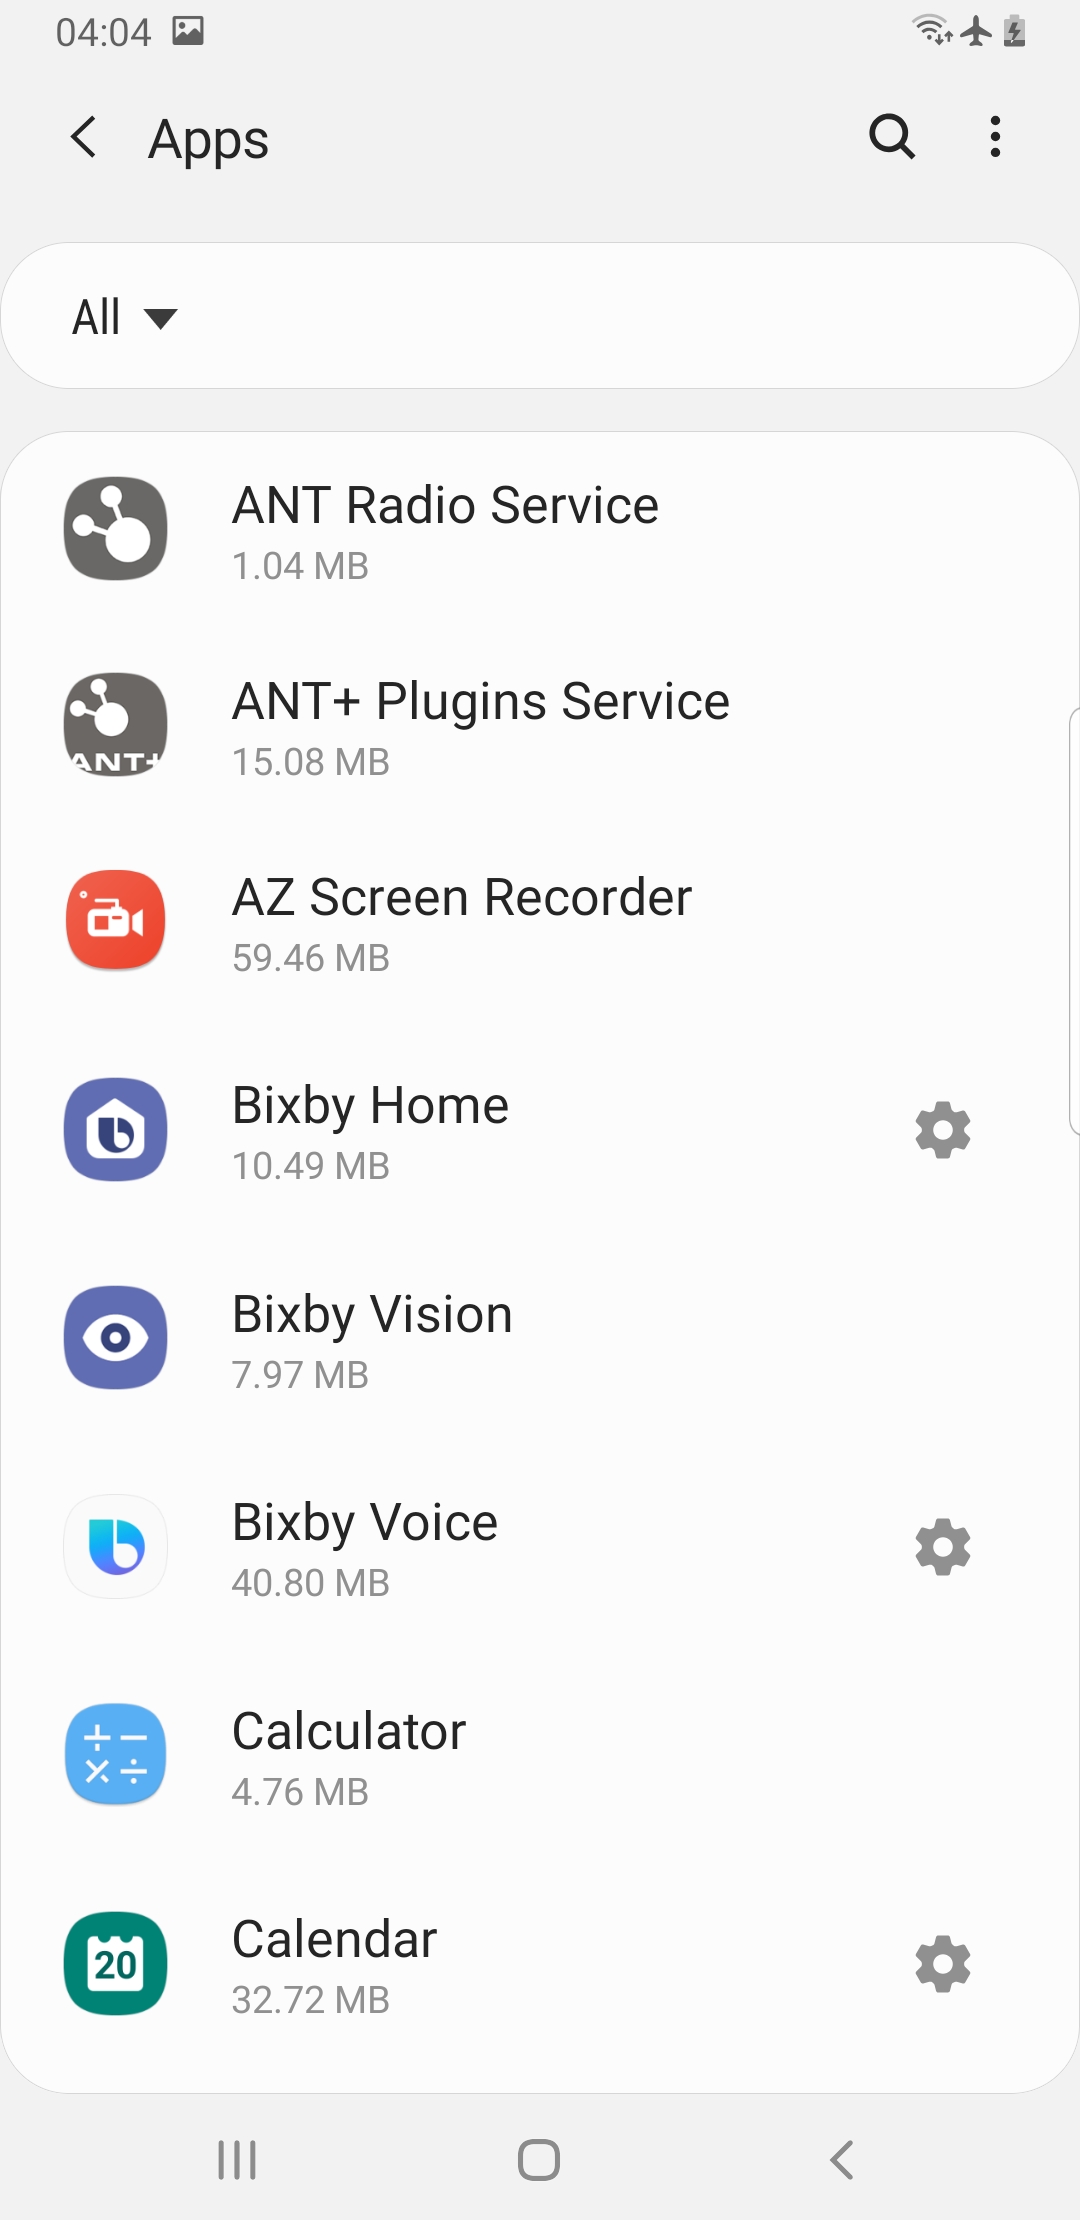 04:04
Apps
All
ANT Radio Service
1.04 MB
ANT+
ANT+ Plugins Service
15.08 MB
AZ Screen Recorder
59.46 MB
Bixby Home
10.49 MB
Bixby Vision
7.97 MB
Bixby Voice
40.80 MB
Calculator
4.76 MB
20
Calendar
32.72 MB